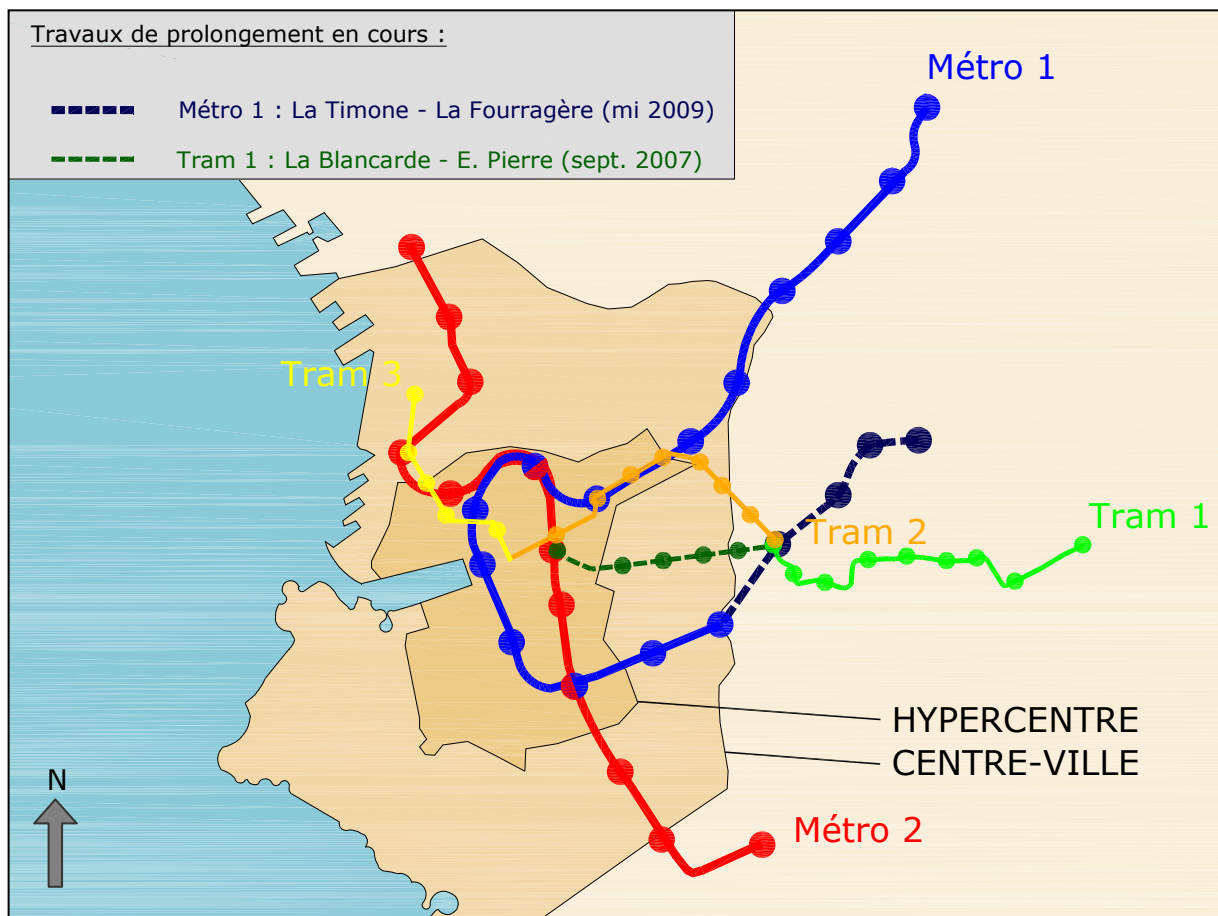 Travaux de prolongement en cours :
Métro 1 : La Timone - La Fourragère (mi 2009)
Tram 1 : La Blancarde - E. Pierre (sept. 2007)
Métro 1
Tram 3
Tram 2
Tram 1
HYPERCENTRE
CENTRE-VILLE
N
Métro 2